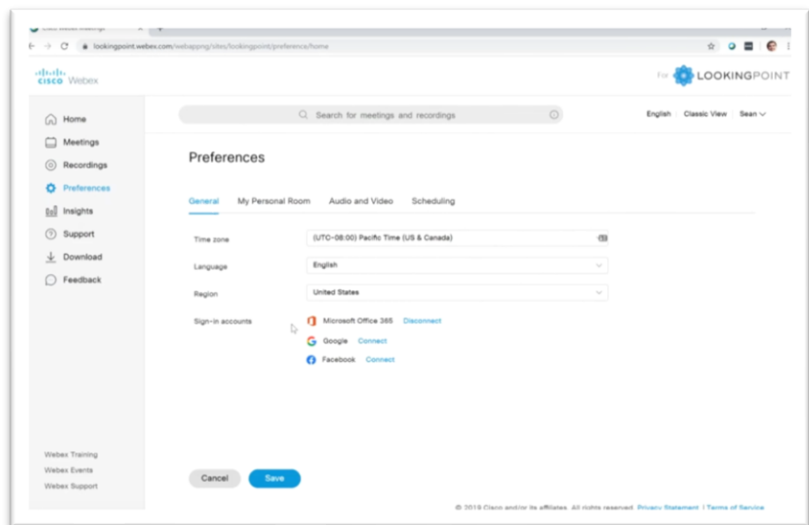 lookingpoint.webex.com/webappng/sites/lookingpoint/preference/home
CISCO Webex
For LOOKINGPOINT
Search for meetings and recordings
English Classic View Sean
Home
Meetings
Recordings
Preferences
Insights
Support
Download
Feedback
Webex Training
Webex Events
Webex Support
Preferences
General My Personal Room Audio and Video Scheduling
Time zone (UTC-08:00) Pacific Time (US & Canada)
Language English
Region United States
Sign-in accounts Microsoft Office 365 Disconnect
Google Connect
Facebook Connect
Cancel Save
© 2019 Cisco and/or its affiliates. All rights reserved. Privacy Statement | Terms of Service